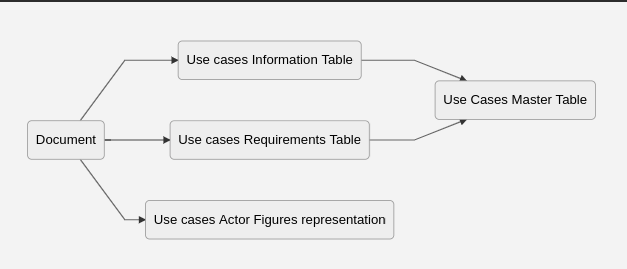 Use cases Information Table
Use Cases Master Table
Document
Use cases Requirements Table
Use cases Actor Figures representation